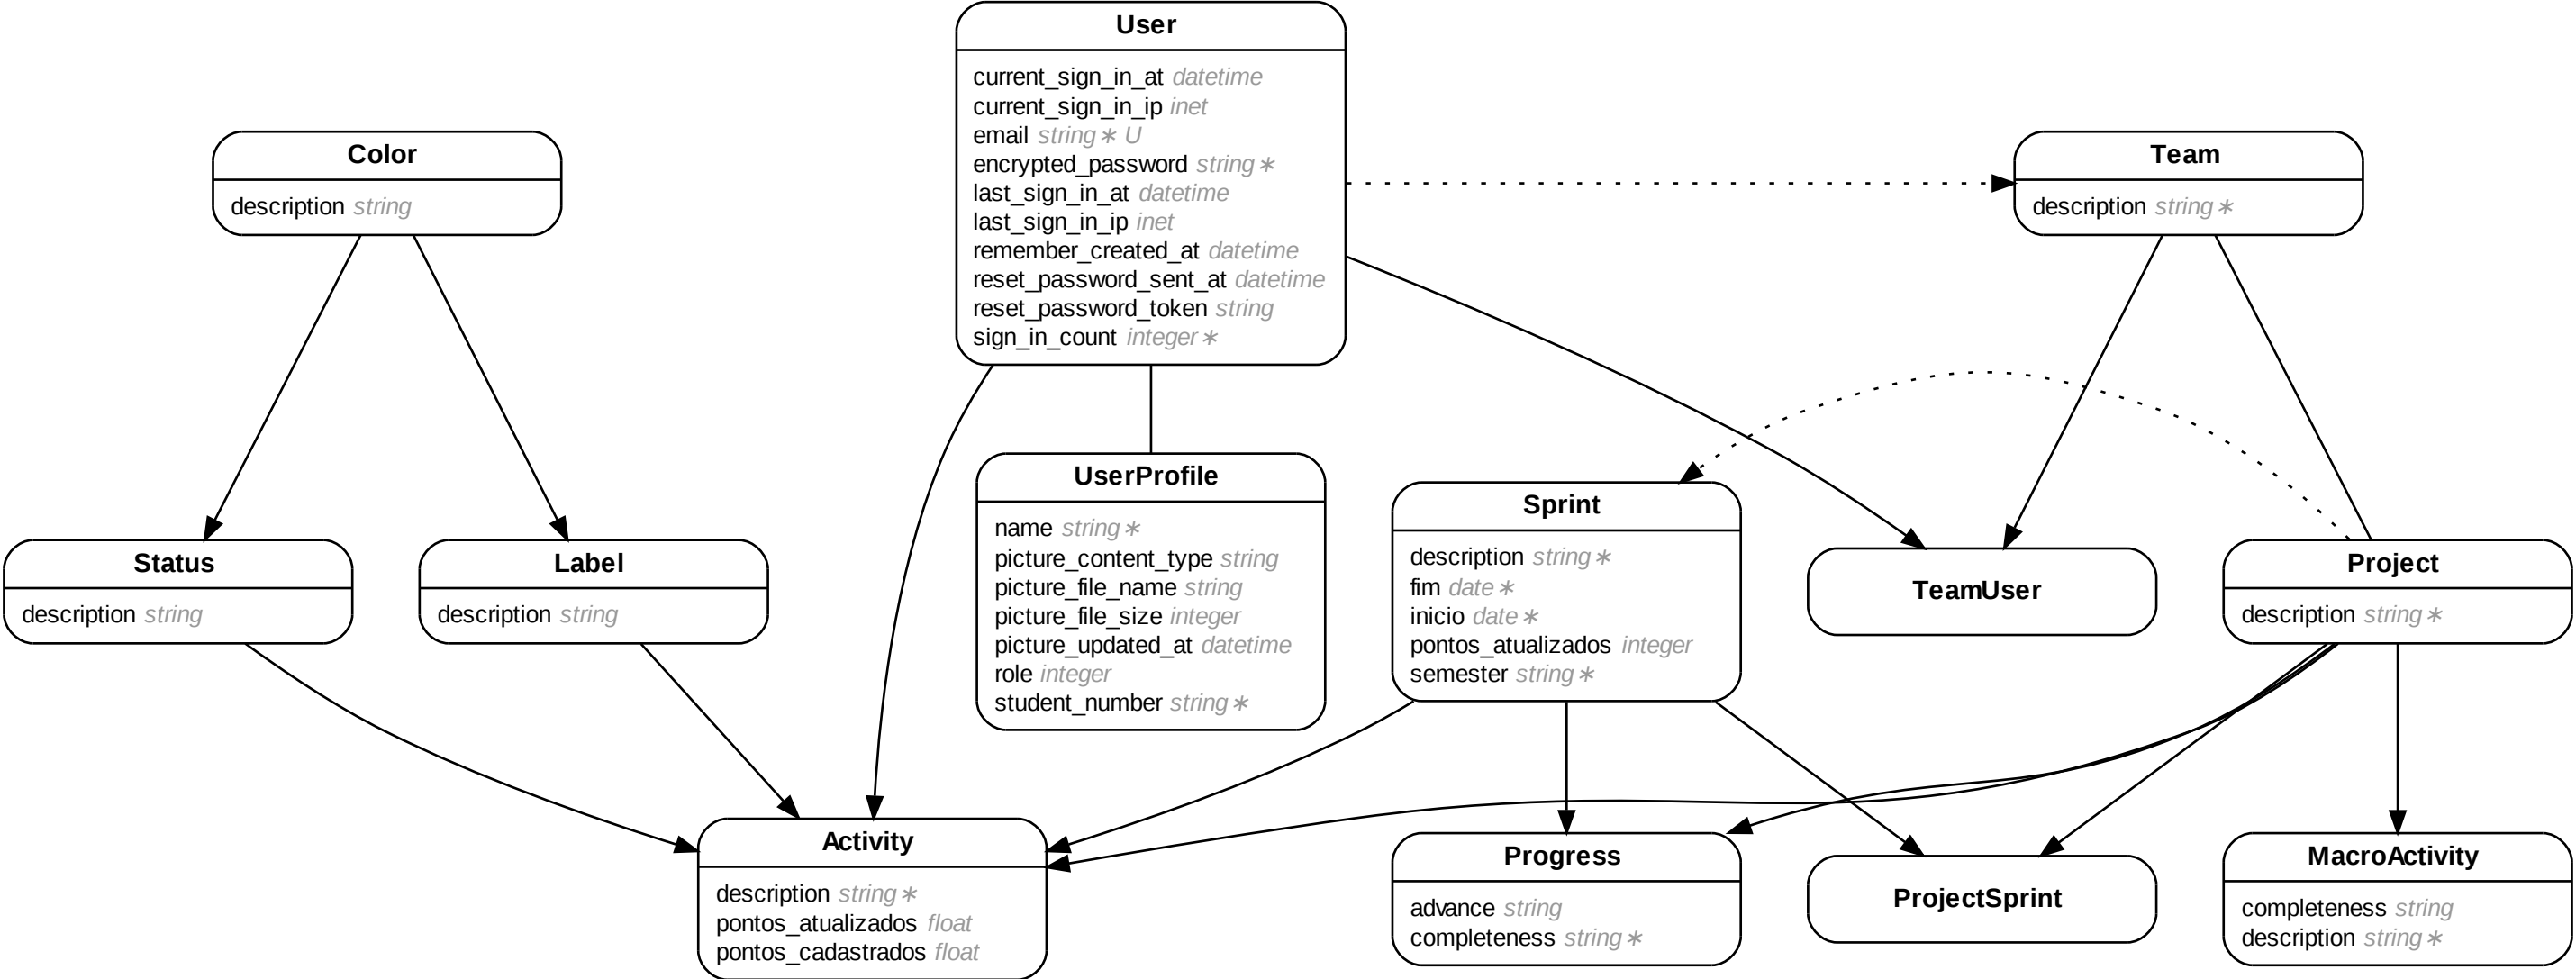 User
current_sign_in_at datetime
current_sign_in_ip inet
email string∗ U
encrypted_password string∗
last_sign_in_at datetime
last_sign_in_ip inet
remember_created_at datetime
reset_password_sent_at datetime
reset_password_token string
sign_in_count integer∗
Color
description string
Team
description string∗
UserProfile
name string∗
picture_content_type string
picture_file_name string
picture_file_size integer
picture_updated_at datetime
role integer
student_number string∗
Sprint
description string∗
fim date∗
inicio date∗
pontos_atualizados integer
semester string∗
Status
description string
Label
description string
TeamUser
Project
description string∗
Activity
description string∗
pontos_atualizados float
pontos_cadastrados float
Progress
advance string
completeness string∗
ProjectSprint
MacroActivity
completeness string
description string∗